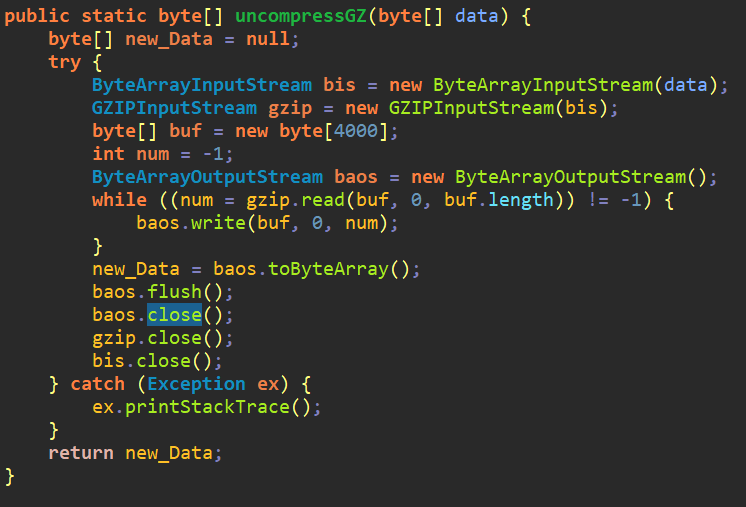 public static byte[] uncompressGZ(byte[] data) {
    byte[] new_Data = null;
    try {
        ByteArrayInputStream bis = new ByteArrayInputStream(data);
        GZIPInputStream gzip = new GZIPInputStream(bis);
        byte[] buf = new byte[4000];
        int num = -1;
        ByteArrayOutputStream baos = new ByteArrayOutputStream();
        while ((num = gzip.read(buf, 0, buf.length)) != -1) {
            baos.write(buf, 0, num);
        }
        new_Data = baos.toByteArray();
        baos.flush();
        baos.close();
        gzip.close();
        bis.close();
    } catch (Exception ex) {
        ex.printStackTrace();
    }
    return new_Data;
}